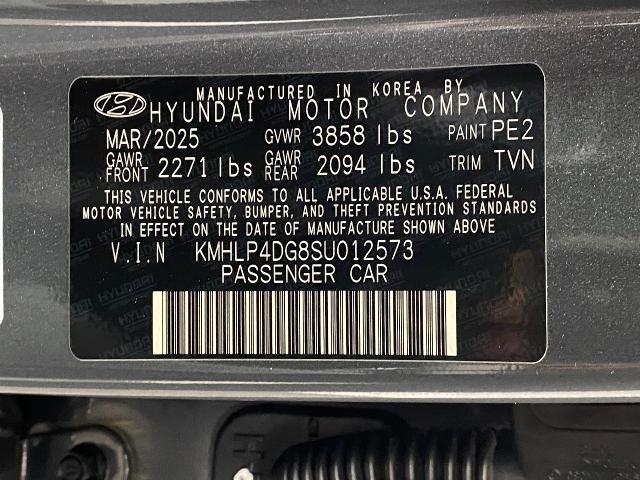 MANUFACTURED IN KOREA BY
HYUNDAI MOTOR COMPANY
MAR/2025 GVWR 3858 lbs PAINT PE2
GAWR FRONT 2271 lbs GAWR REAR 2094 lbs TRIM TVN
THIS VEHICLE CONFORMS TO ALL APPLICABLE U.S.A. FEDERAL
MOTOR VEHICLE SAFETY, BUMPER, AND THEFT PREVENTION STANDARDS
IN EFFECT ON THE DATE OF MANUFACTURE SHOWN ABOVE
V.I.N KMHLP4DG8SU012573
PASSENGER CAR